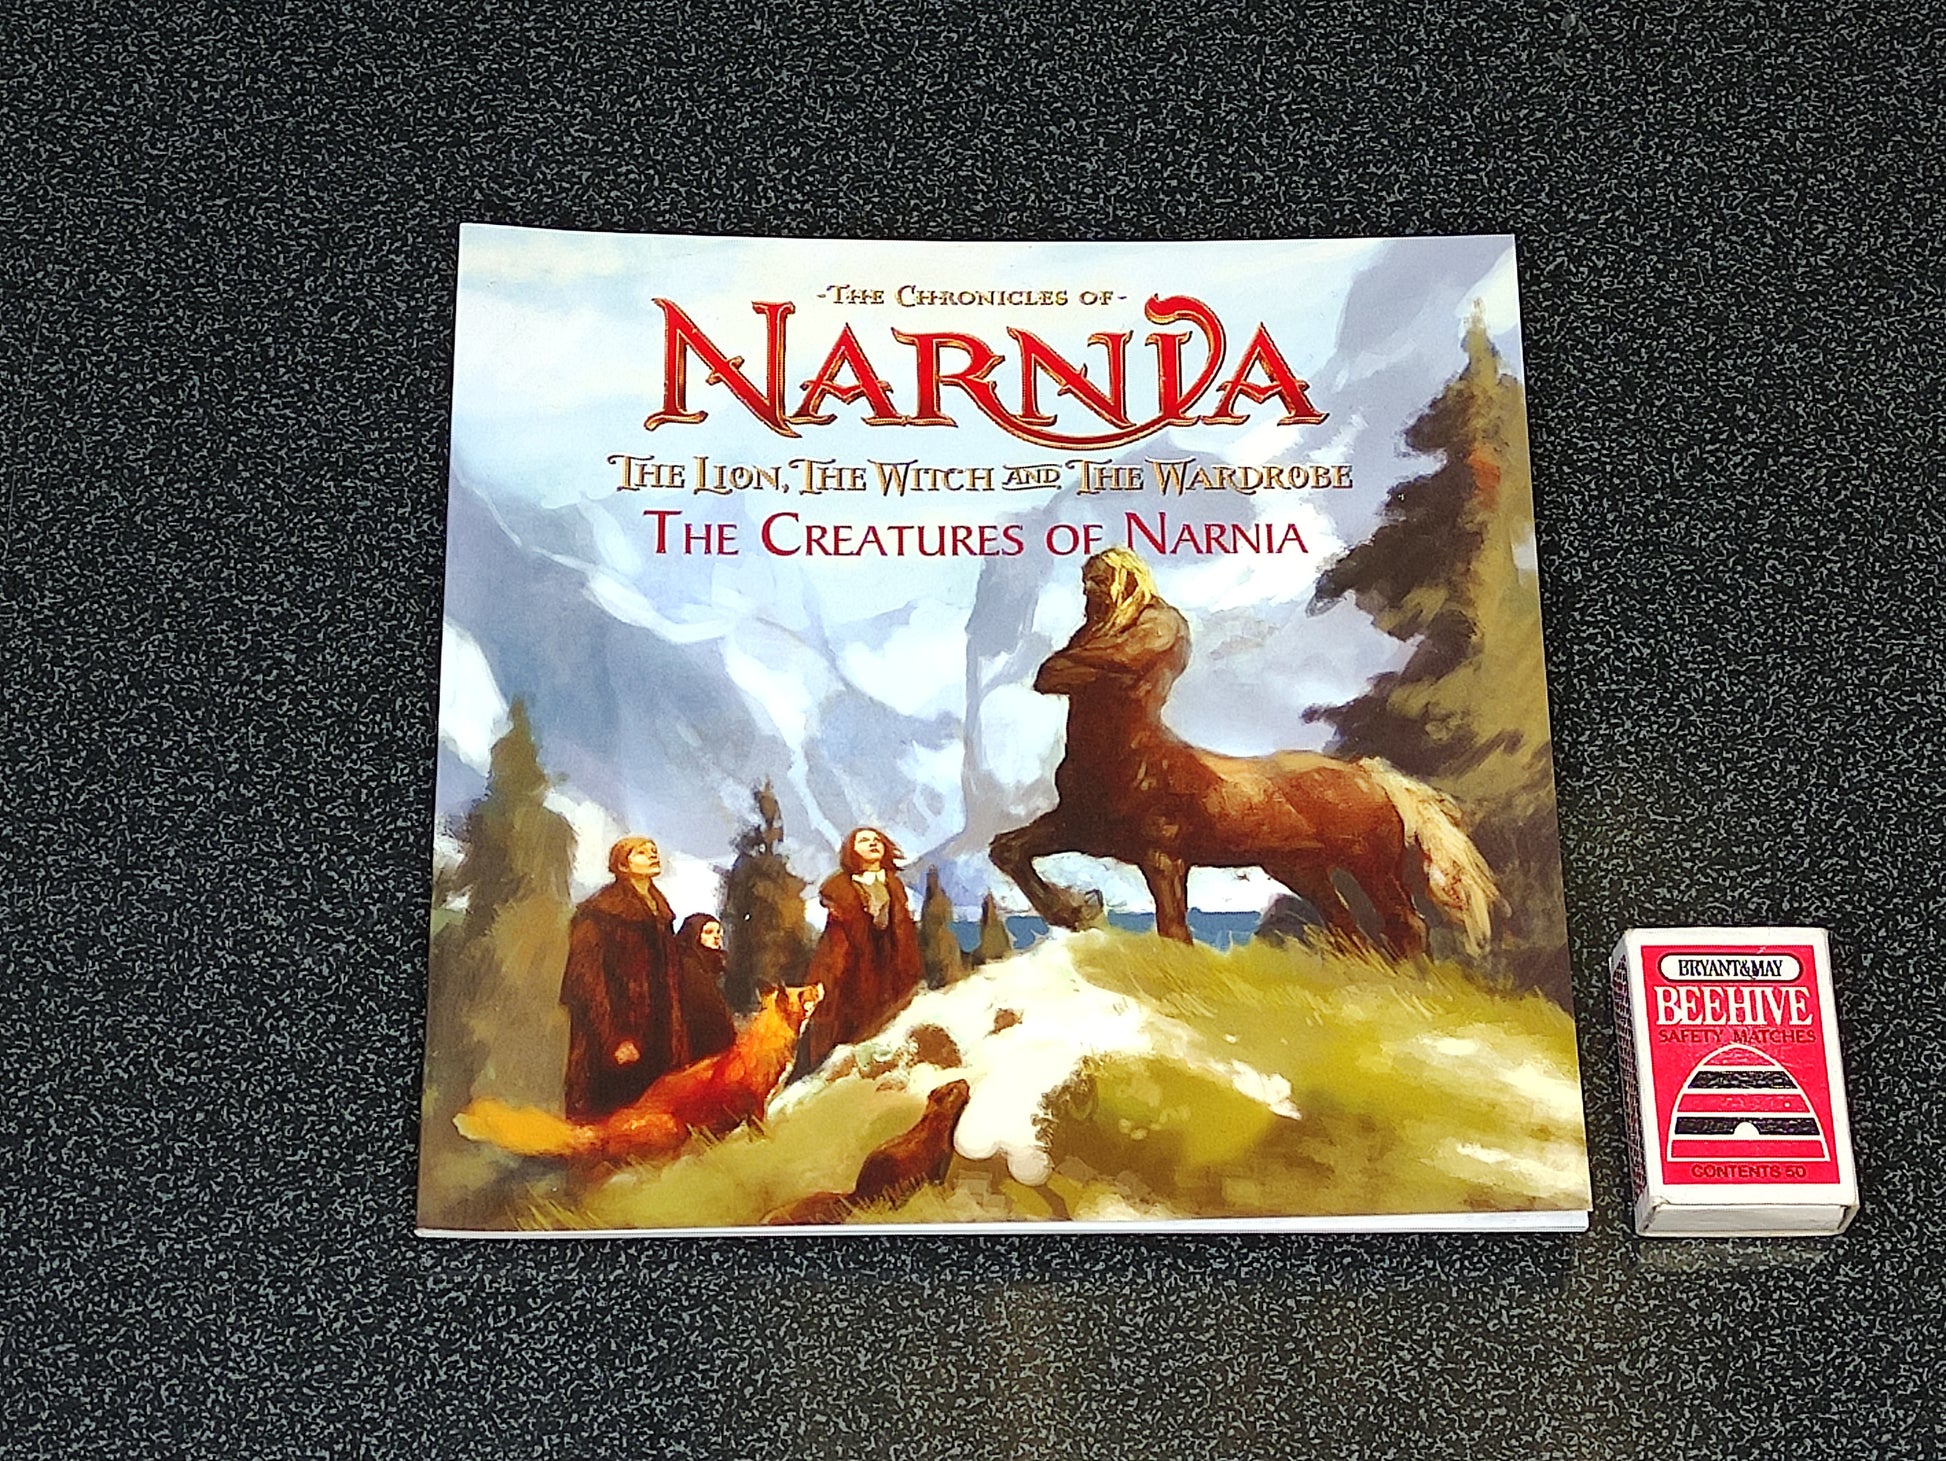 -The Chronicles of-
Narnia
The Lion, The Witch and The Wardrobe
The Creatures of Narnia
BRYANT&MAY
BEEHIVE
SAFETY MATCHES
CONTENTS 50